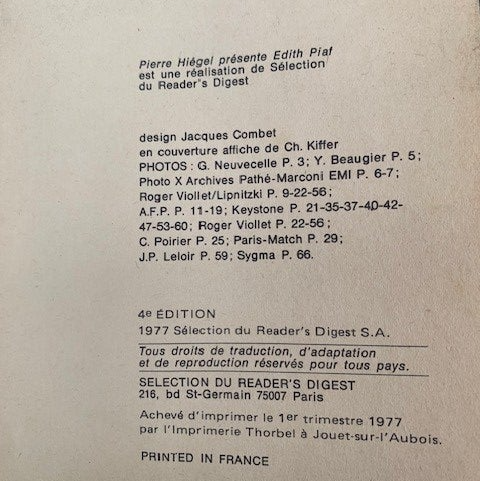 Pierre Hiégel présente Edith Piaf
est une réalisation de Sélection
du Reader's Digest
design Jacques Combet
en couverture affiche de Ch. Kiffer
PHOTOS : G. Neuvecelle P. 3; Y. Beaugier P. 5;
Photo X Archives Pathé-Marconi EMI P. 6-7;
Roger Viollet/Lipnitzki P. 9-22-56;
A.F.P. P. 11-19; Keystone P. 21-35-37-40-42-
47-53-60; Roger Viollet P. 22-56;
C. Poirier P. 25; Paris-Match P. 29;
J.P. Leloir P. 59; Sygma P. 66.
4e ÉDITION
1977 Sélection du Reader's Digest S.A.
Tous droits de traduction, d'adaptation
et de reproduction réservés pour tous pays.
SELECTION DU READER'S DIGEST
216, bd St-Germain 75007 Paris
Achevé d'imprimer le 1er trimestre 1977
par l'Imprimerie Thorbel à Jouet-sur-l'Aubois.
PRINTED IN FRANCE